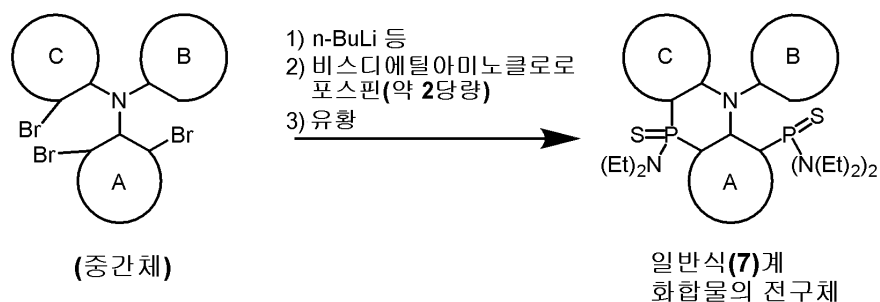 C
B
N
Br
Br
Br
A
(중간체)
1) n-BuLi 등
2) 비스디에틸아미노클로로
포스핀(약 2당량)
3) 유황
C
B
N
S=P
P=S
(Et)₂N
(N(Et)₂)₂
A
일반식(7)계
화합물의 전구체